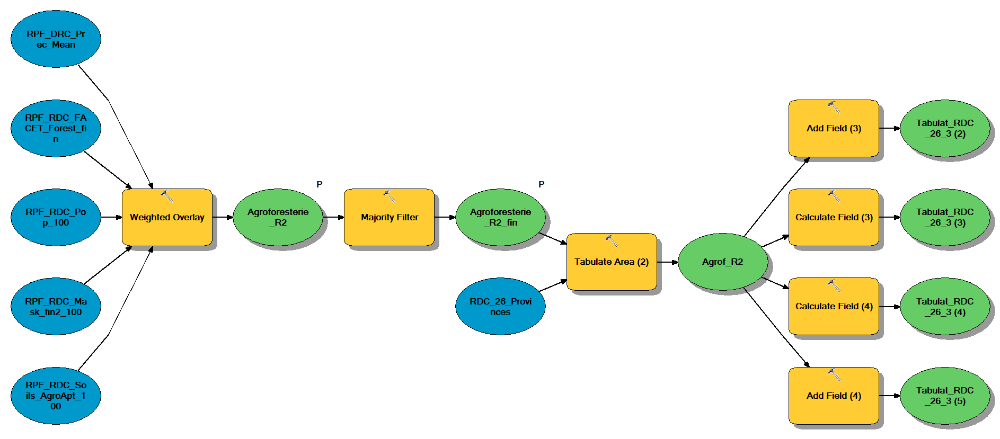 RPF_DRC_Pr
ec_Mean
RPF_RDC_FA
CET_Forest_fi
n
RPF_RDC_Po
p_100
RPF_RDC_Ma
sk_fin2_100
RPF_RDC_So
ils_AgroApt_1
00
Weighted Overlay
Agroforesterie
_R2
P
Majority Filter
Agroforesterie
_R2_fin
P
RDC_26_Provi
nces
Tabulate Area (2)
Agrof_R2
Add Field (3)
Tabulat_RDC
_26_3 (2)
Calculate Field (3)
Tabulat_RDC
_26_3 (3)
Calculate Field (4)
Tabulat_RDC
_26_3 (4)
Add Field (4)
Tabulat_RDC
_26_3 (5)